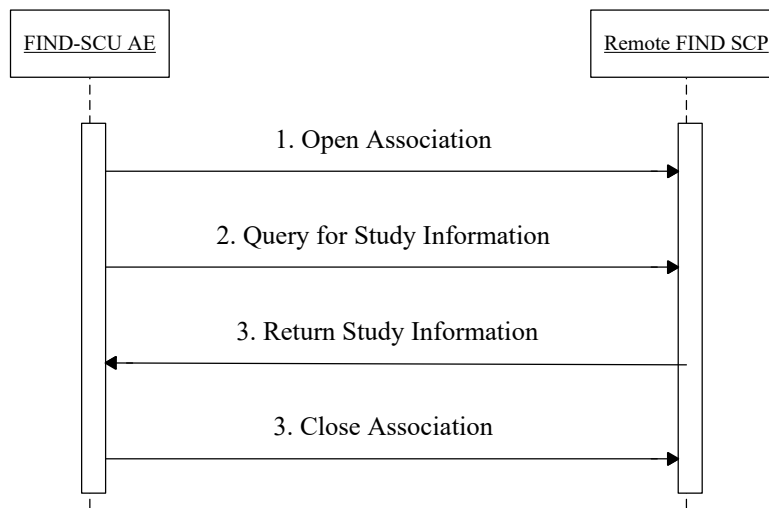 FIND-SCU AE
Remote FIND SCP
1. Open Association
2. Query for Study Information
3. Return Study Information
3. Close Association